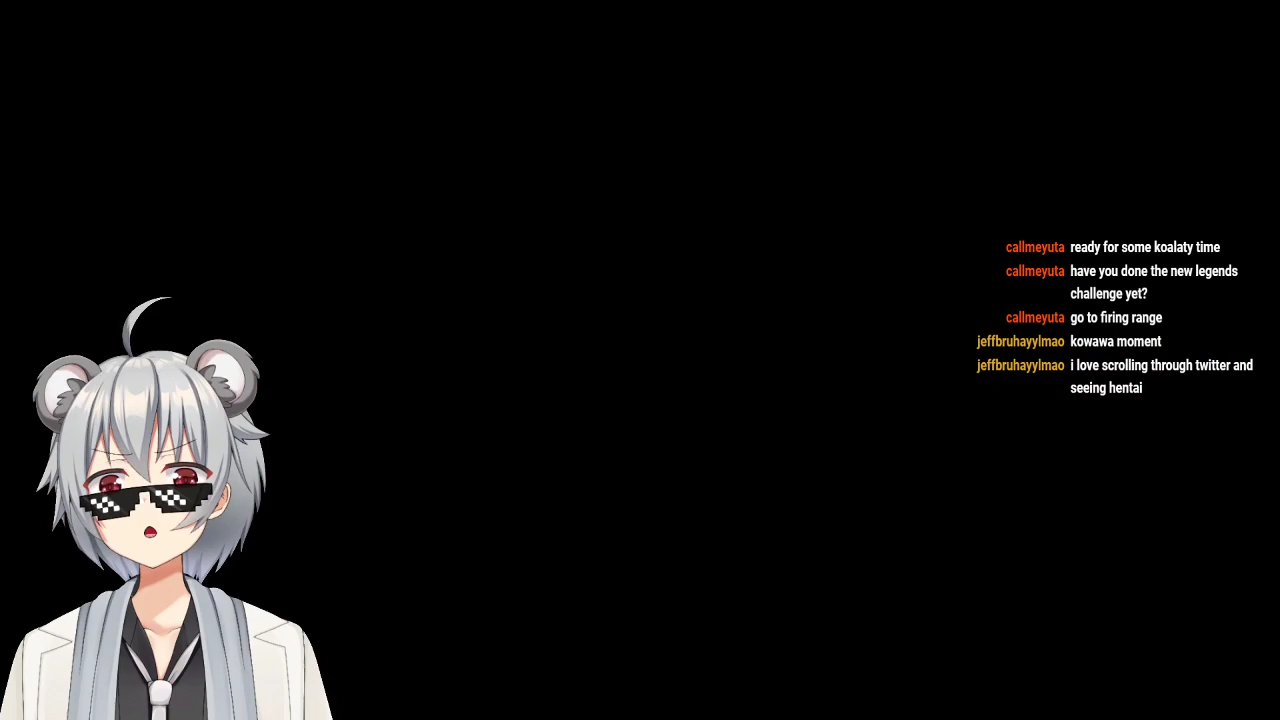 callmeyuta ready for some koalaty time
callmeyuta have you done the new legends
challenge yet?
callmeyuta go to firing range
jeffbruhayylmao kowawa moment
jeffbruhayylmao i love scrolling through twitter and
seeing hentai